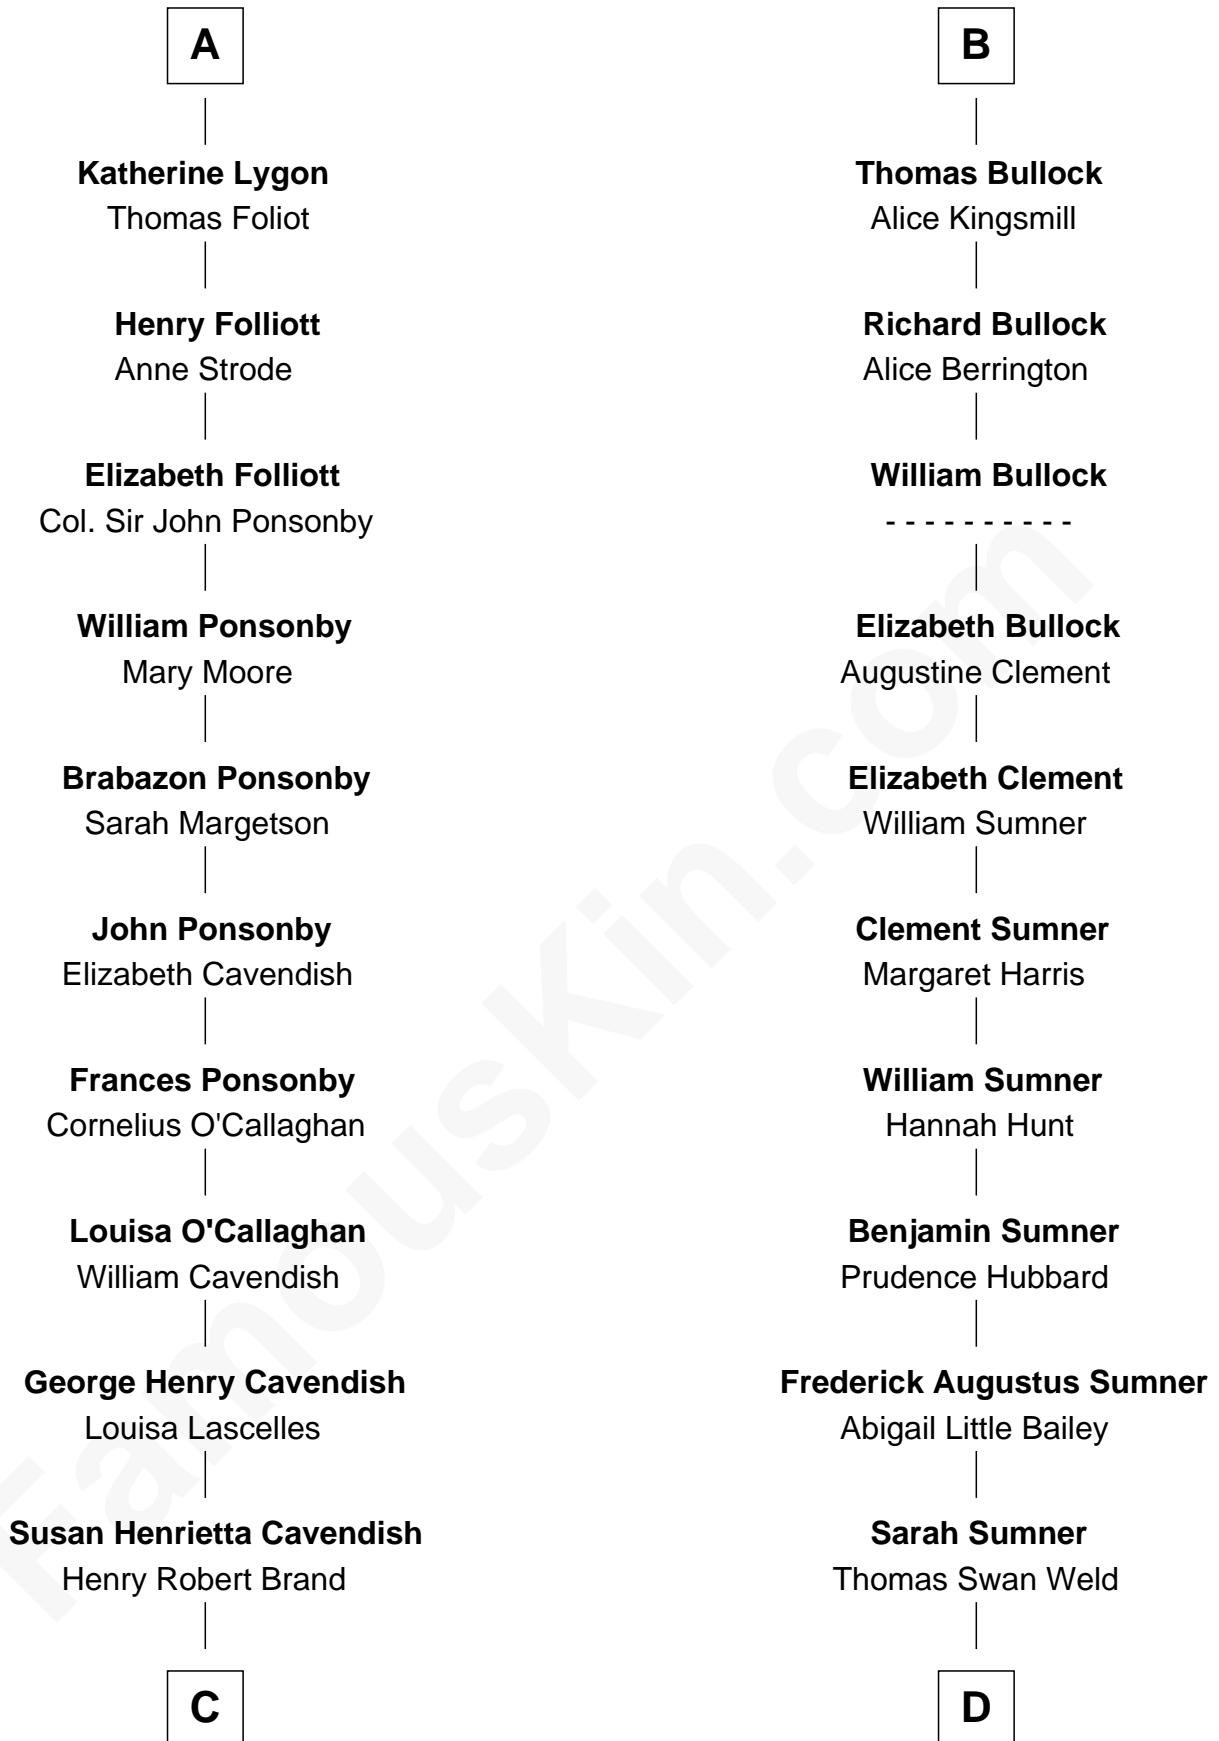 A
Katherine Lygon
Thomas Foliot
Henry Folliott
Anne Strode
Elizabeth Folliott
Col. Sir John Ponsonby
William Ponsonby
Mary Moore
Brabazon Ponsonby
Sarah Margetson
John Ponsonby
Elizabeth Cavendish
Frances Ponsonby
Cornelius O'Callaghan
Louisa O'Callaghan
William Cavendish
George Henry Cavendish
Louisa Lascelles
Susan Henrietta Cavendish
Henry Robert Brand
C
B
Thomas Bullock
Alice Kingsmill
Richard Bullock
Alice Berrington
William Bullock
- - - - - - - - - -
Elizabeth Bullock
Augustine Clement
Elizabeth Clement
William Sumner
Clement Sumner
Margaret Harris
William Sumner
Hannah Hunt
Benjamin Sumner
Prudence Hubbard
Frederick Augustus Sumner
Abigail Little Bailey
Sarah Sumner
Thomas Swan Weld
D
FamousKin.com